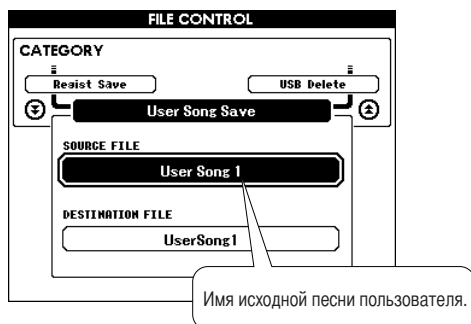 FILE CONTROL
CATEGORY
Regist Save
USB Delete
User Song Save
SOURCE FILE
User Song 1
DESTINATION FILE
UserSong1
Имя исходной песни пользователя.